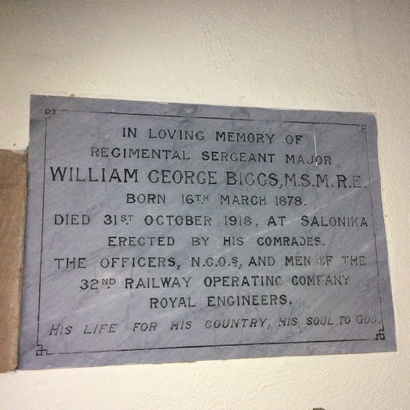 IN LOVING MEMORY OF
REGIMENTAL SERGEANT MAJOR
WILLIAM GEORGE BIGGS, M.S.M. R.E.
BORN 16TH MARCH 1878.
DIED 31ST OCTOBER 1918, AT SALONIKA
ERECTED BY HIS COMRADES.
THE OFFICERS, N.C.O.S, AND MEN OF THE
32ND RAILWAY OPERATING COMPANY
ROYAL ENGINEERS.
HIS LIFE FOR HIS COUNTRY, HIS SOUL TO GOD.